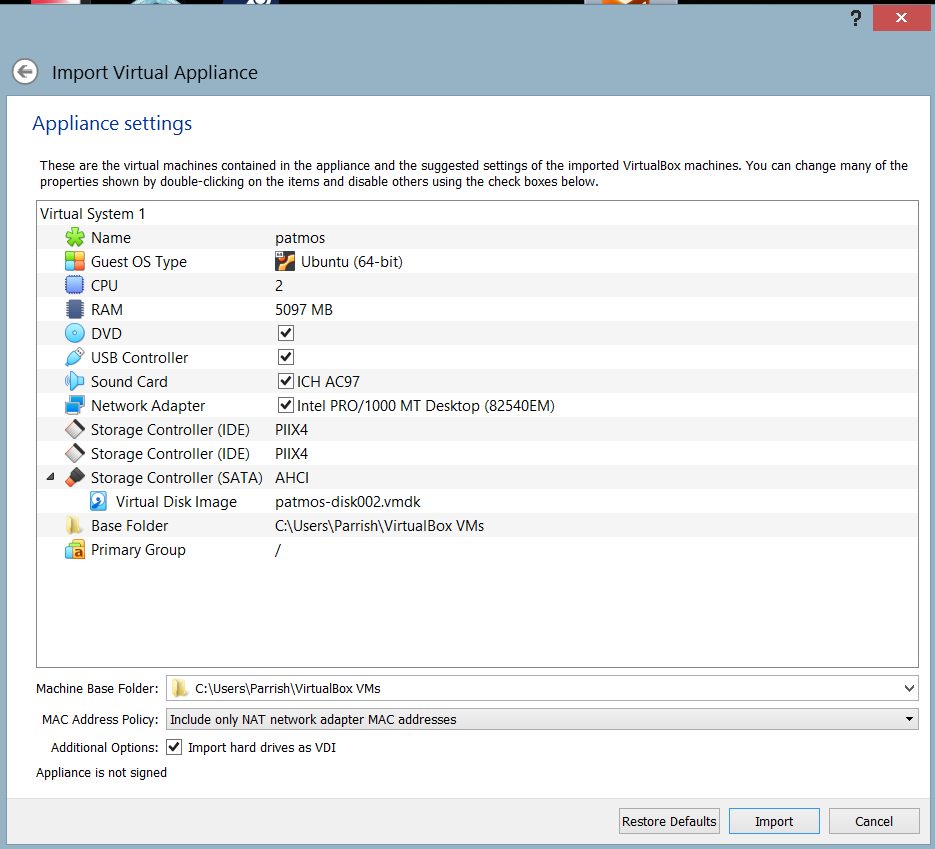 ?
Import Virtual Appliance
Appliance settings
These are the virtual machines contained in the appliance and the suggested settings of the imported VirtualBox machines. You can change many of the
properties shown by double-clicking on the items and disable others using the check boxes below.
Virtual System 1
Name patmos
Guest OS Type Ubuntu (64-bit)
CPU 2
RAM 5097 MB
DVD
USB Controller
Sound Card ICH AC97
Network Adapter Intel PRO/1000 MT Desktop (82540EM)
Storage Controller (IDE) PIIX4
Storage Controller (IDE) PIIX4
Storage Controller (SATA) AHCI
Virtual Disk Image patmos-disk002.vmdk
Base Folder C:\Users\Parrish\VirtualBox VMs
Primary Group /
Machine Base Folder: C:\Users\Parrish\VirtualBox VMs
MAC Address Policy: Include only NAT network adapter MAC addresses
Additional Options: Import hard drives as VDI
Appliance is not signed
Restore Defaults Import Cancel